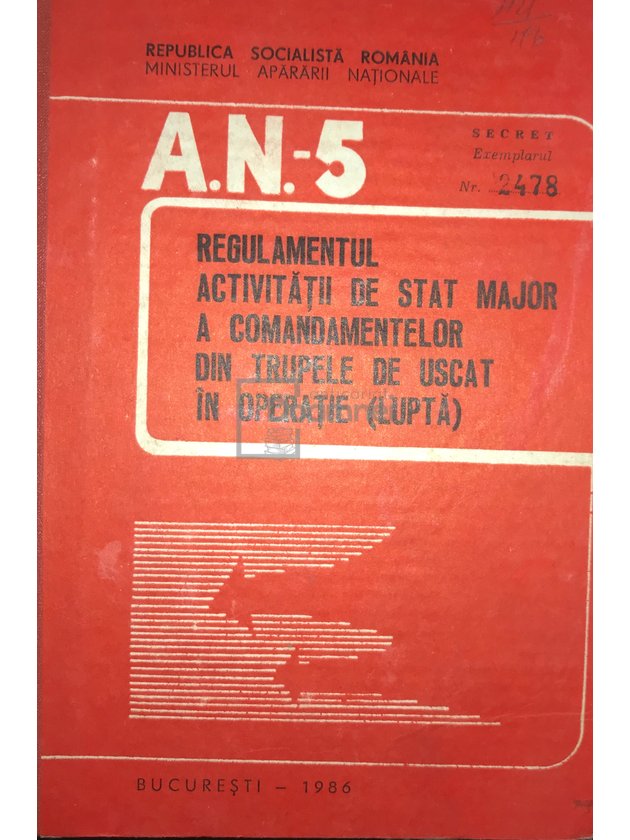 REPUBLICA SOCIALISTĂ ROMÂNIA
MINISTERUL APĂRĂRII NAȚIONALE
A.N.-5
SECRET
Exemplarul
Nr. 2478
REGULAMENTUL
ACTIVITĂȚII DE STAT MAJOR
A COMANDAMENTELOR
DIN TRUPELE DE USCAT
ÎN OPERAȚIE (LUPTĂ)
BUCUREȘTI – 1986